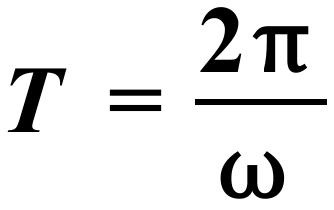 T = 2π / ω